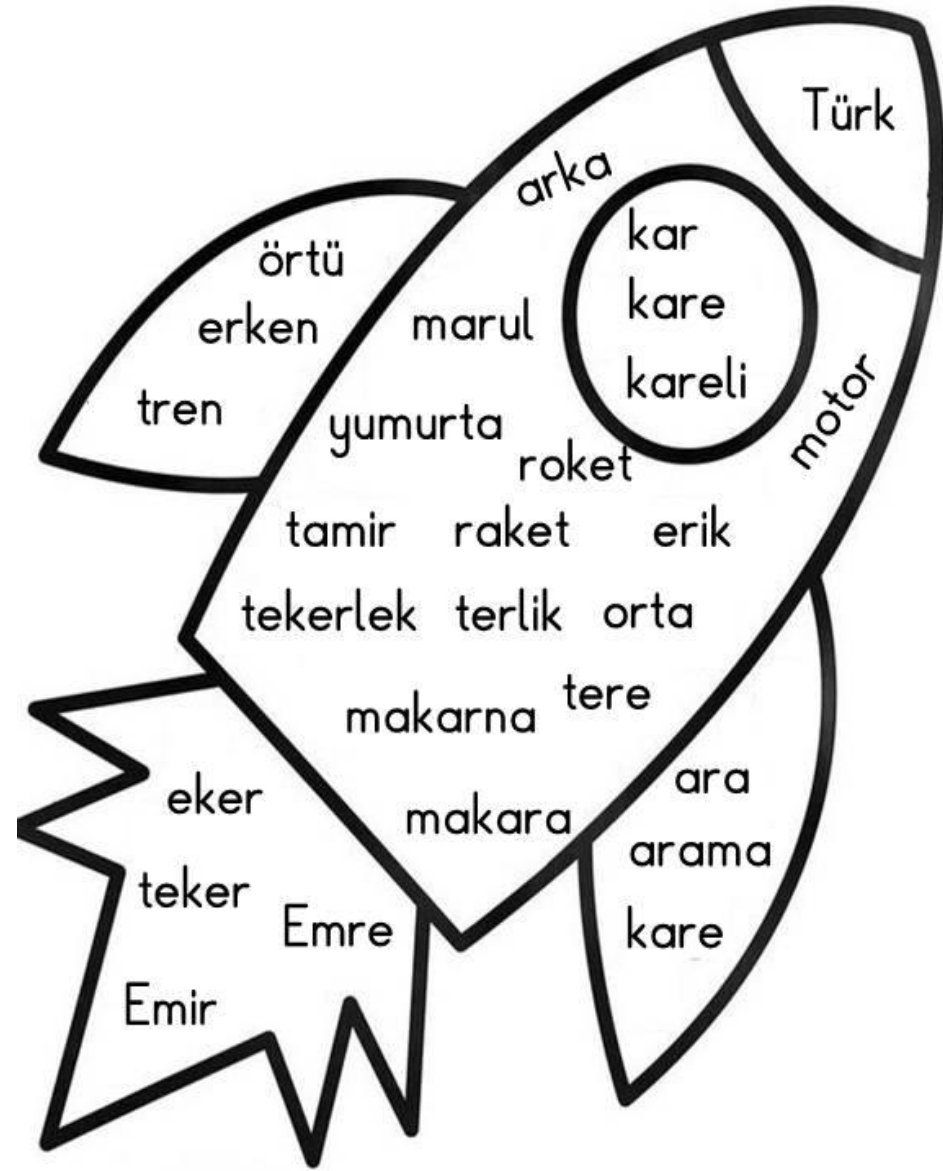 Türk
arka
kar
kare
kareli
örtü
erken
tren
marul
motor
yumurta
roket
tamir raket erik
tekerlek terlik orta
makarna tere
makara
ara
arama
kare
eker
teker
Emre
Emir